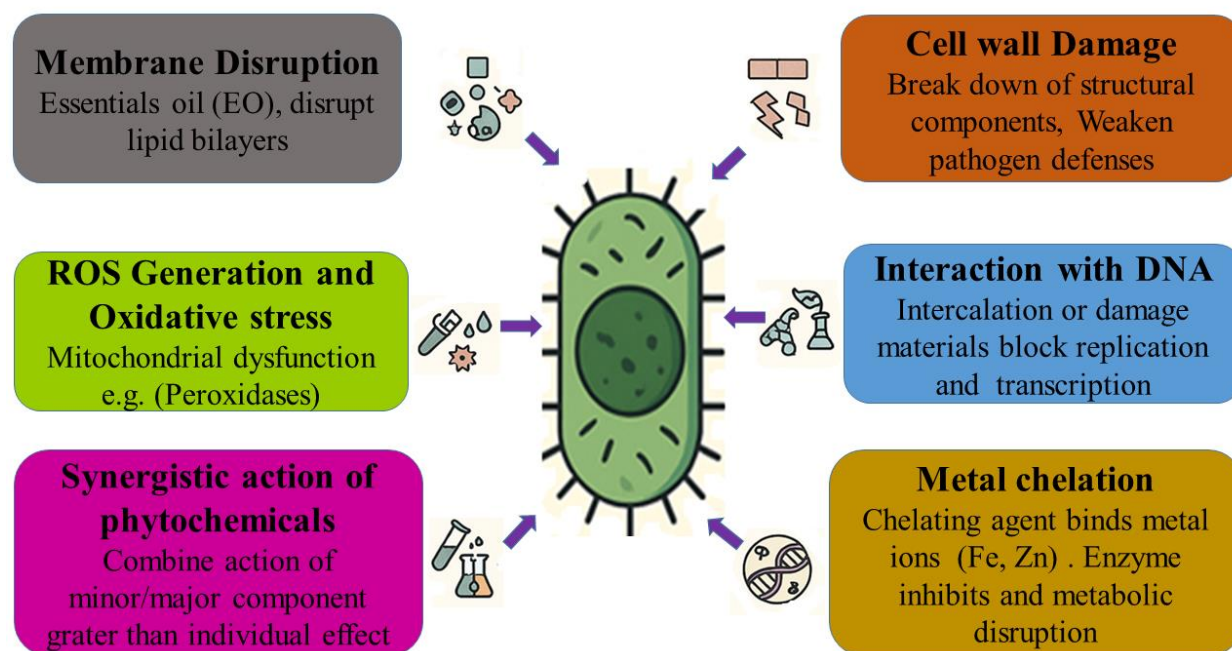 Membrane Disruption
Essentials oil (EO), disrupt
lipid bilayers
Cell wall Damage
Break down of structural
components, Weaken
pathogen defenses
ROS Generation and
Oxidative stress
Mitochondrial dysfunction
e.g. (Peroxidases)
Interaction with DNA
Intercalation or damage
materials block replication
and transcription
Synergistic action of
phytochemicals
Combine action of
minor/major component
grater than individual effect
Metal chelation
Chelating agent binds metal
ions (Fe, Zn) . Enzyme
inhibits and metabolic
disruption